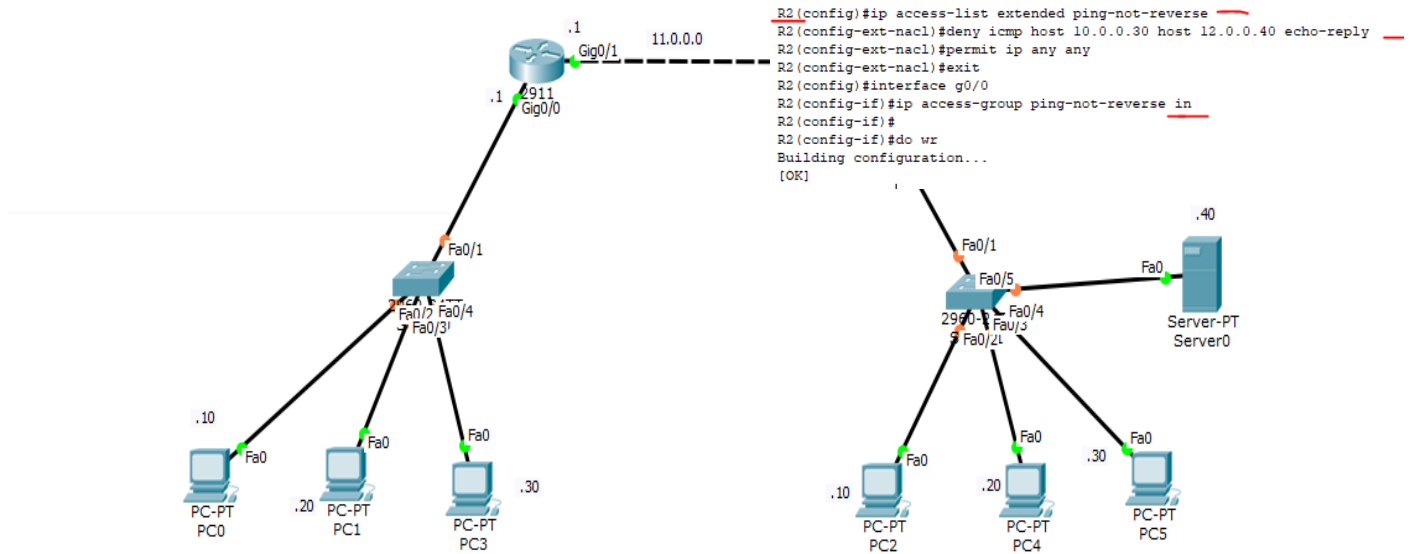 R2(config)#ip access-list extended ping-not-reverse
R2(config-ext-nacl)#deny icmp host 10.0.0.30 host 12.0.0.40 echo-reply
R2(config-ext-nacl)#permit ip any any
R2(config-ext-nacl)#exit
R2(config)#interface g0/0
R2(config-if)#ip access-group ping-not-reverse in
R2(config-if)#
R2(config-if)#do wr
Building configuration...
[OK]
.1
Gig0/1
11.0.0.0
.1
2911
Gig0/0
Fa0/1
Fa0/2
Fa0/4
Fa0/3
.10
Fa0
PC-PT
PC0
Fa0
.20
PC-PT
PC1
Fa0
.30
PC-PT
PC3
Fa0/1
Fa0/5
Fa0/4
Fa0/3
Fa0/2
.40
Fa0
Server-PT
Server0
Fa0
.10
PC-PT
PC2
Fa0
.20
PC-PT
PC4
Fa0
.30
PC-PT
PC5